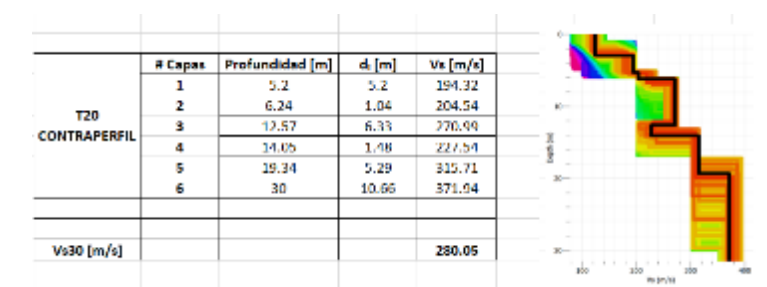 # Capas Profundidad [m] dᵢ [m] Vs [m/s]
T20 CONTRAPERFIL
1 5.2 5.2 194.32
2 6.24 1.04 204.54
3 12.57 6.33 270.99
4 14.05 1.48 227.54
5 19.34 5.29 315.71
6 30 10.66 371.94
Vs30 [m/s] 280.05
Depth [m]
Vs [m/s]